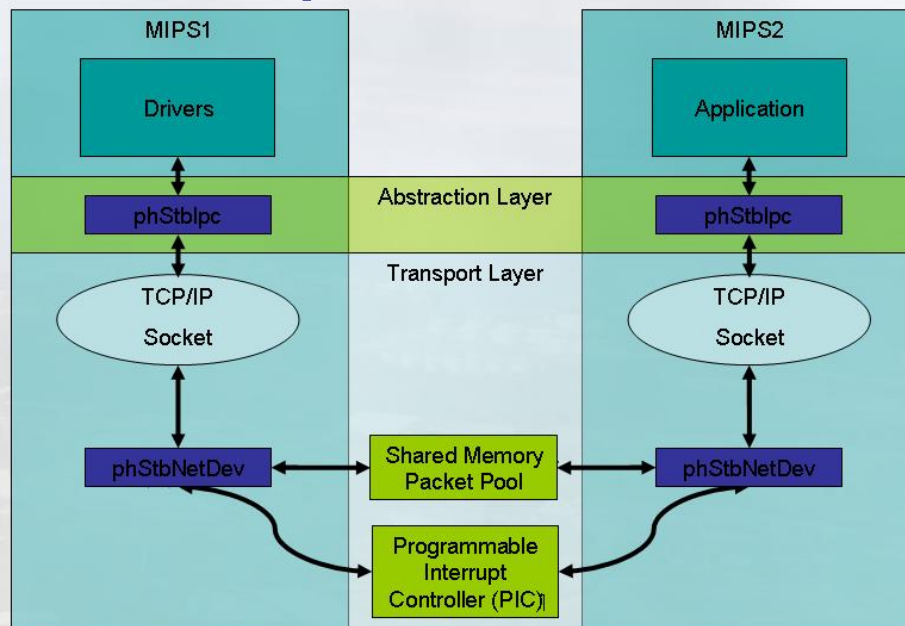 MIPS1
MIPS2
Drivers
Application
Abstraction Layer
phStbIpc
phStbIpc
Transport Layer
TCP/IP
Socket
TCP/IP
Socket
phStbNetDev
Shared Memory
Packet Pool
phStbNetDev
Programmable
Interrupt
Controller (PIC)